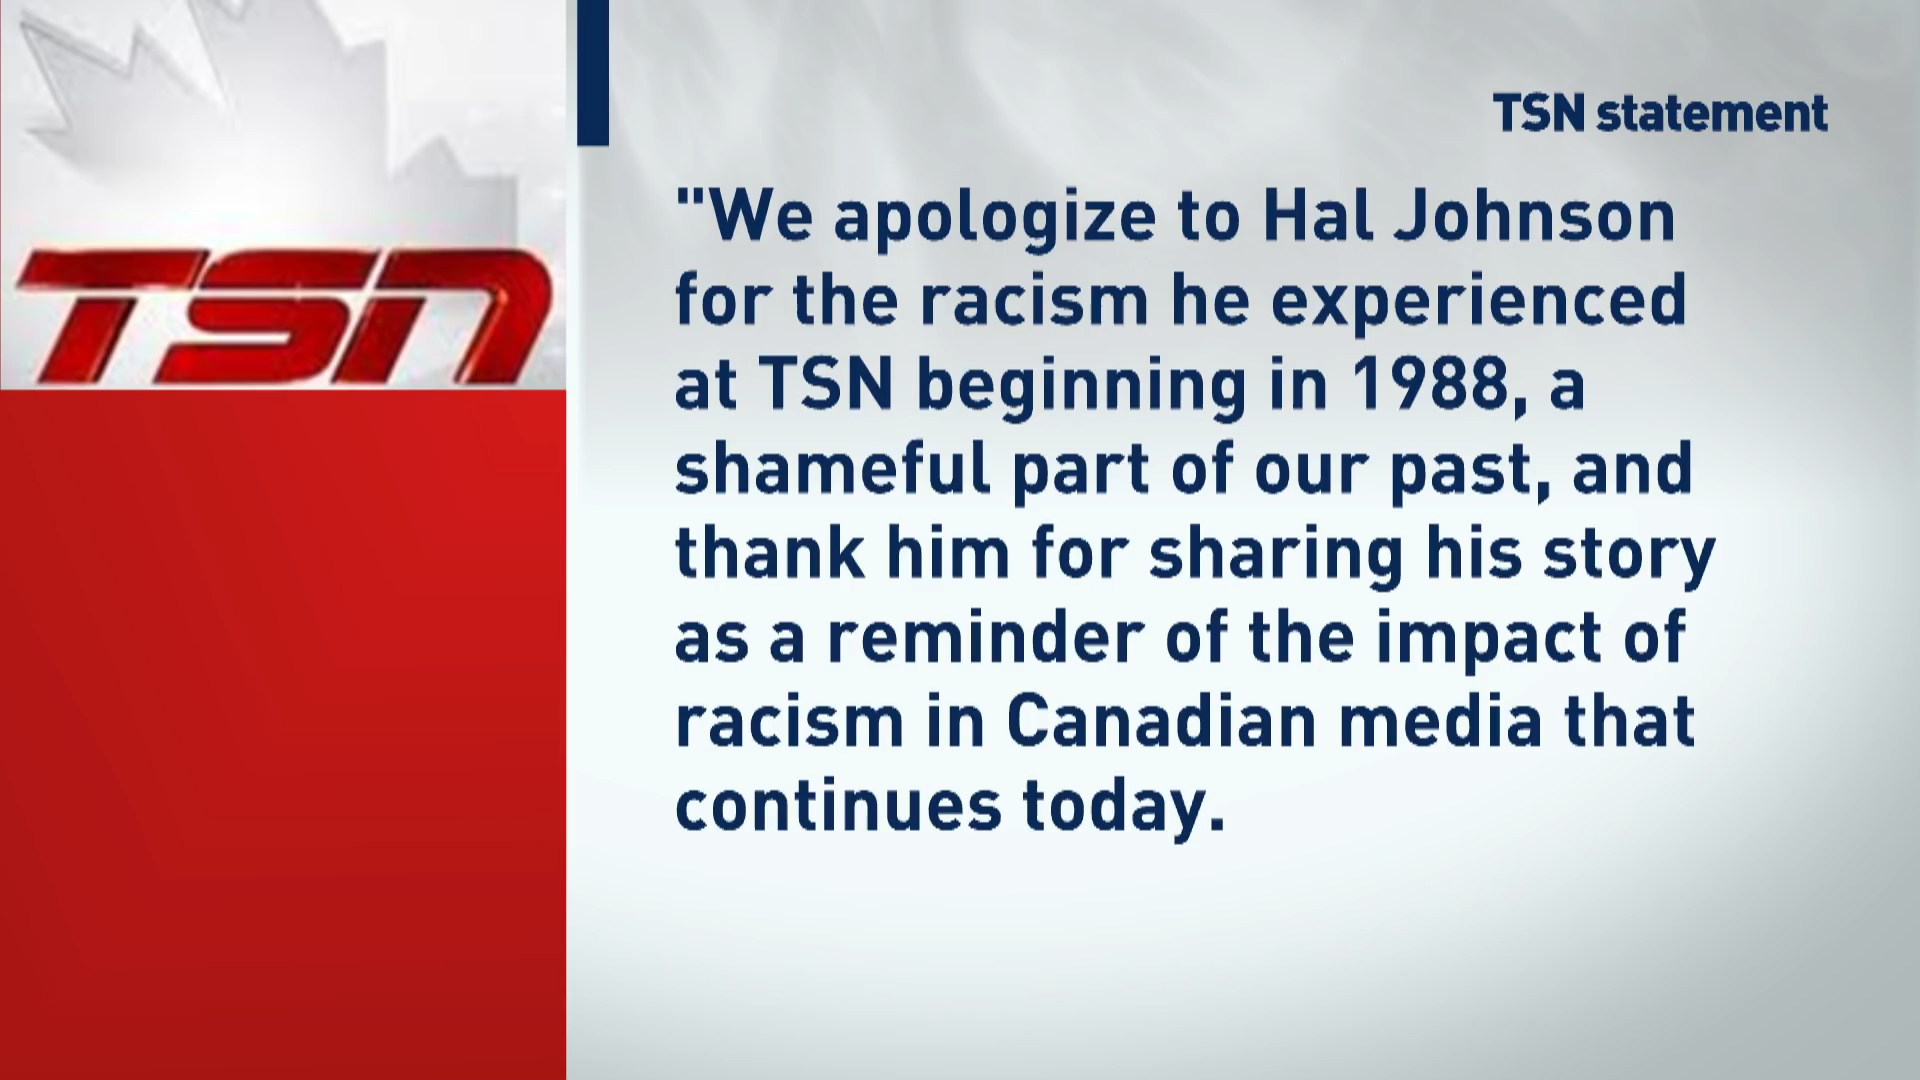 TSN
TSN statement
"We apologize to Hal Johnson
for the racism he experienced
at TSN beginning in 1988, a
shameful part of our past, and
thank him for sharing his story
as a reminder of the impact of
racism in Canadian media that
continues today.